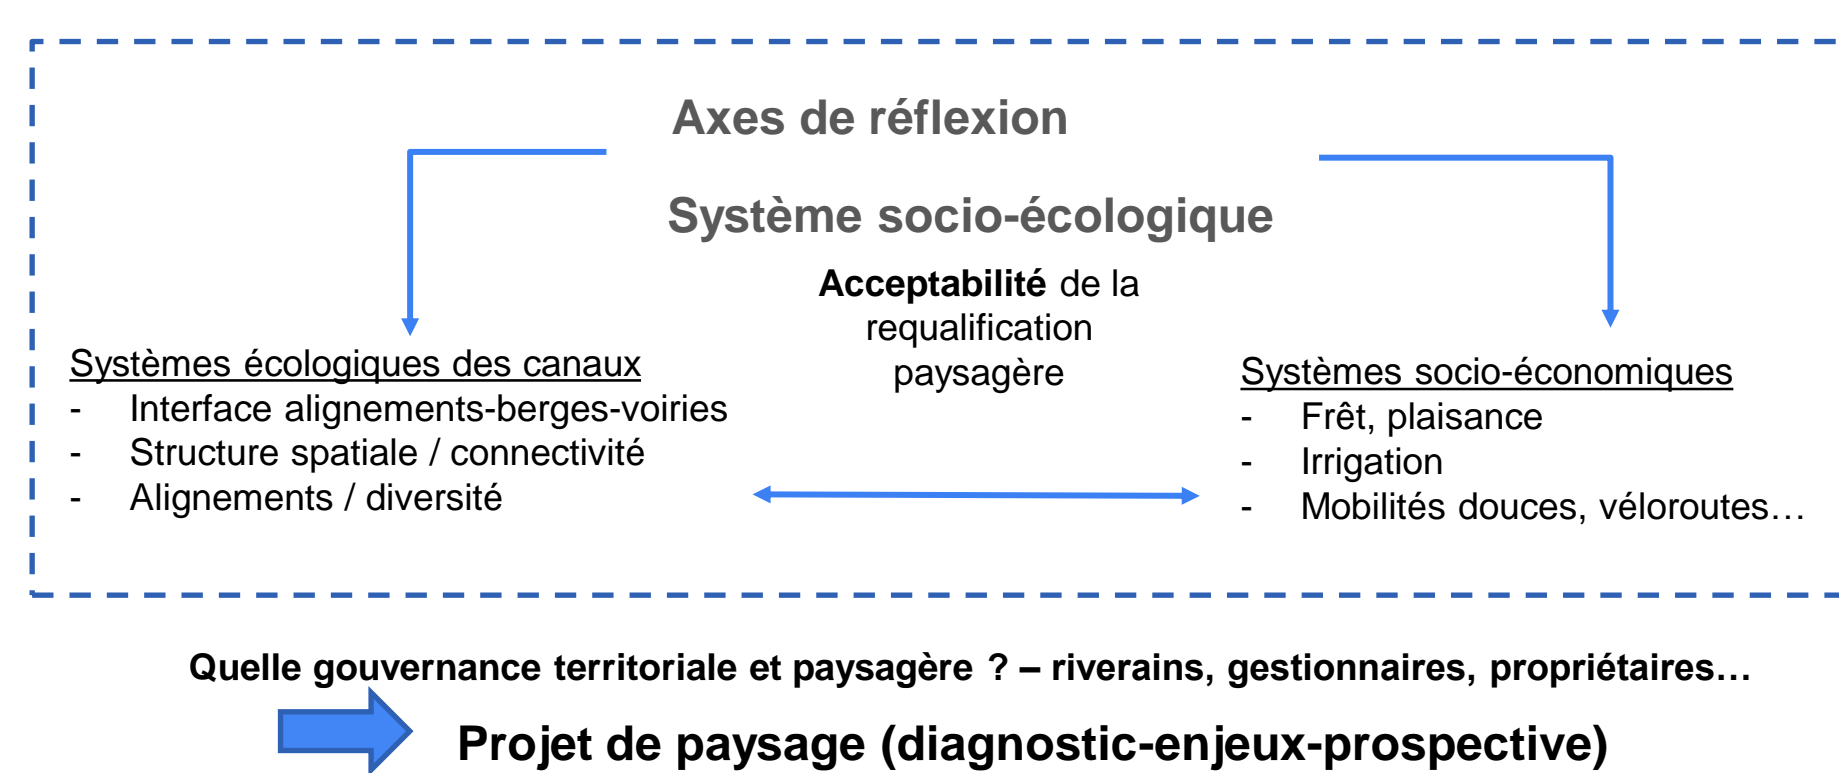 Axes de réflexion
Système socio-écologique
Acceptabilité de la
requalification
paysagère
Systèmes écologiques des canaux
- Interface alignements-berges-voiries
- Structure spatiale / connectivité
- Alignements / diversité
Systèmes socio-économiques
- Frêt, plaisance
- Irrigation
- Mobilités douces, véloroutes…
Quelle gouvernance territoriale et paysagère ? – riverains, gestionnaires, propriétaires…
Projet de paysage (diagnostic-enjeux-prospective)